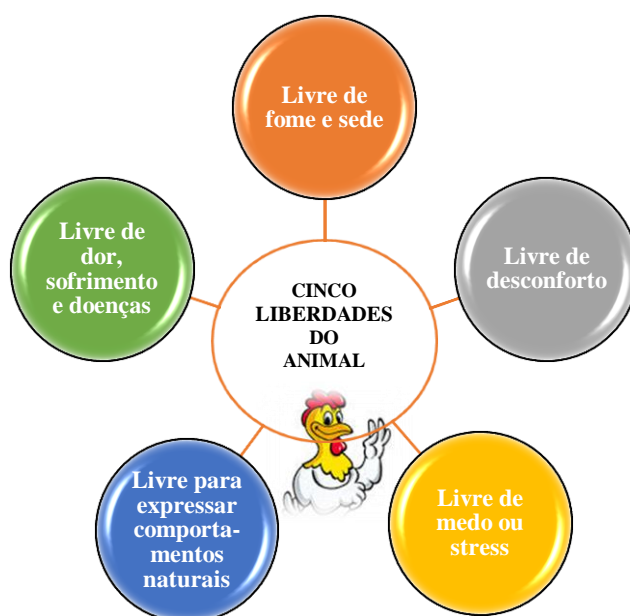 Livre de
fome e sede
Livre de
dor,
sofrimento
e doenças
Livre de
desconforto
CINCO
LIBERDADES
DO
ANIMAL
Livre para
expressar
comporta-
mentos
naturais
Livre de
medo ou
stress